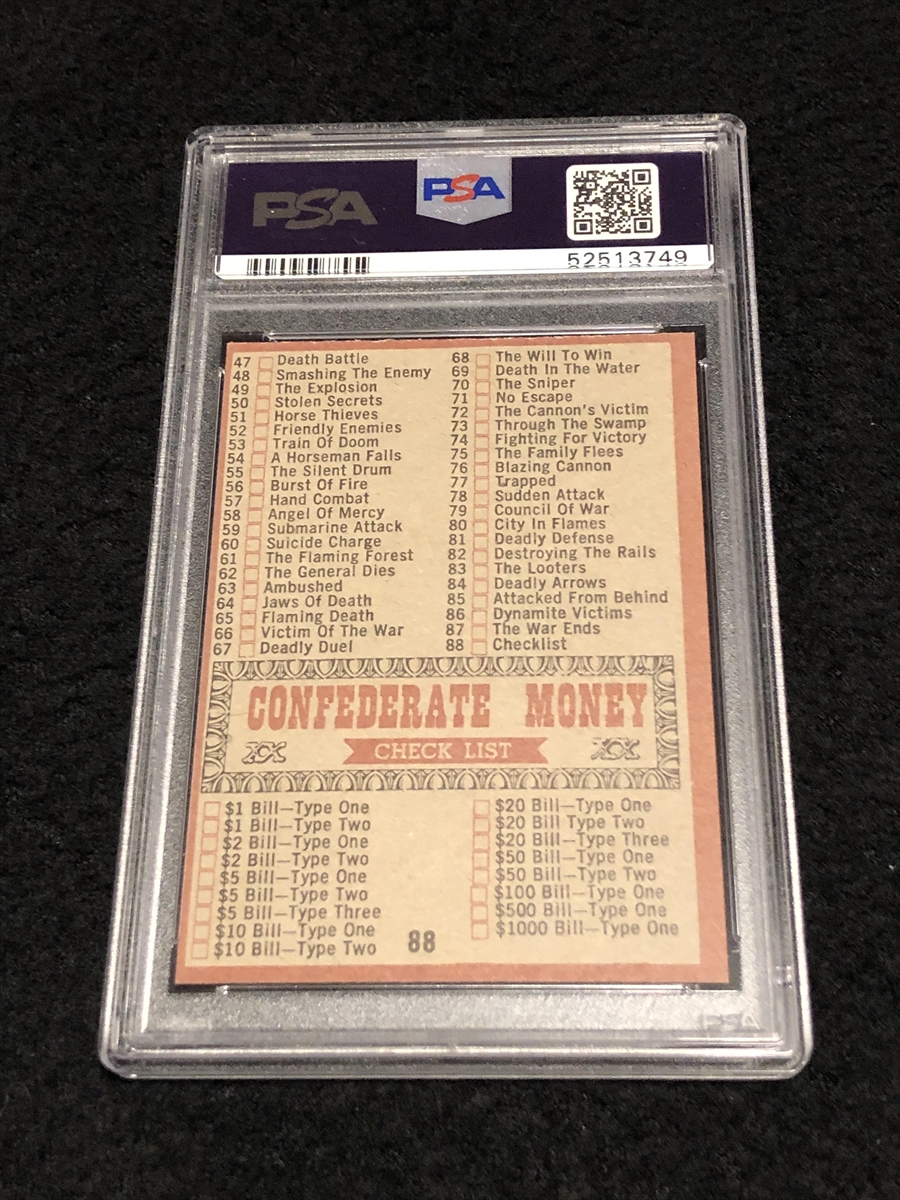 PSA
PSA
52513749
47 Death Battle
48 Smashing The Enemy
49 The Explosion
50 Stolen Secrets
51 Horse Thieves
52 Friendly Enemies
53 Train Of Doom
54 A Horseman Falls
55 The Silent Drum
56 Burst Of Fire
57 Hand Combat
58 Angel Of Mercy
59 Submarine Attack
60 Suicide Charge
61 The Flaming Forest
62 The General Dies
63 Ambushed
64 Jaws Of Death
65 Flaming Death
66 Victim Of The War
67 Deadly Duel
68 The Will To Win
69 Death In The Water
70 The Sniper
71 No Escape
72 The Cannon's Victim
73 Through The Swamp
74 Fighting For Victory
75 The Family Flees
76 Blazing Cannon
77 Trapped
78 Sudden Attack
79 Council Of War
80 City In Flames
81 Deadly Defense
82 Destroying The Rails
83 The Looters
84 Deadly Arrows
85 Attacked From Behind
86 Dynamite Victims
87 The War Ends
88 Checklist
CONFEDERATE MONEY
XX CHECK LIST XX
$1 Bill—Type One
$1 Bill—Type Two
$2 Bill—Type One
$2 Bill—Type Two
$5 Bill—Type One
$5 Bill—Type Two
$5 Bill—Type Three
$10 Bill—Type One
$10 Bill—Type Two
$20 Bill—Type One
$20 Bill Type Two
$20 Bill—Type Three
$50 Bill—Type One
$50 Bill—Type Two
$100 Bill—Type One
$500 Bill—Type One
$1000 Bill—Type One
88
PSA